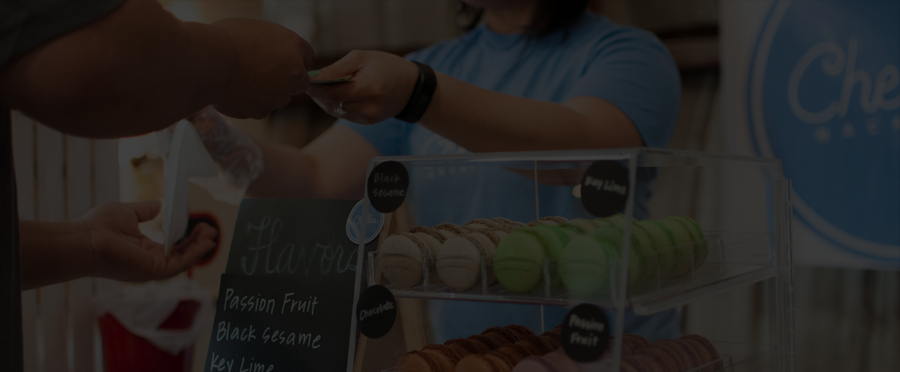 Black
sesame
Key Lime
Che
Flavors
Passion Fruit
Black sesame
Key Lime
Chocolate
Passion
Fruit